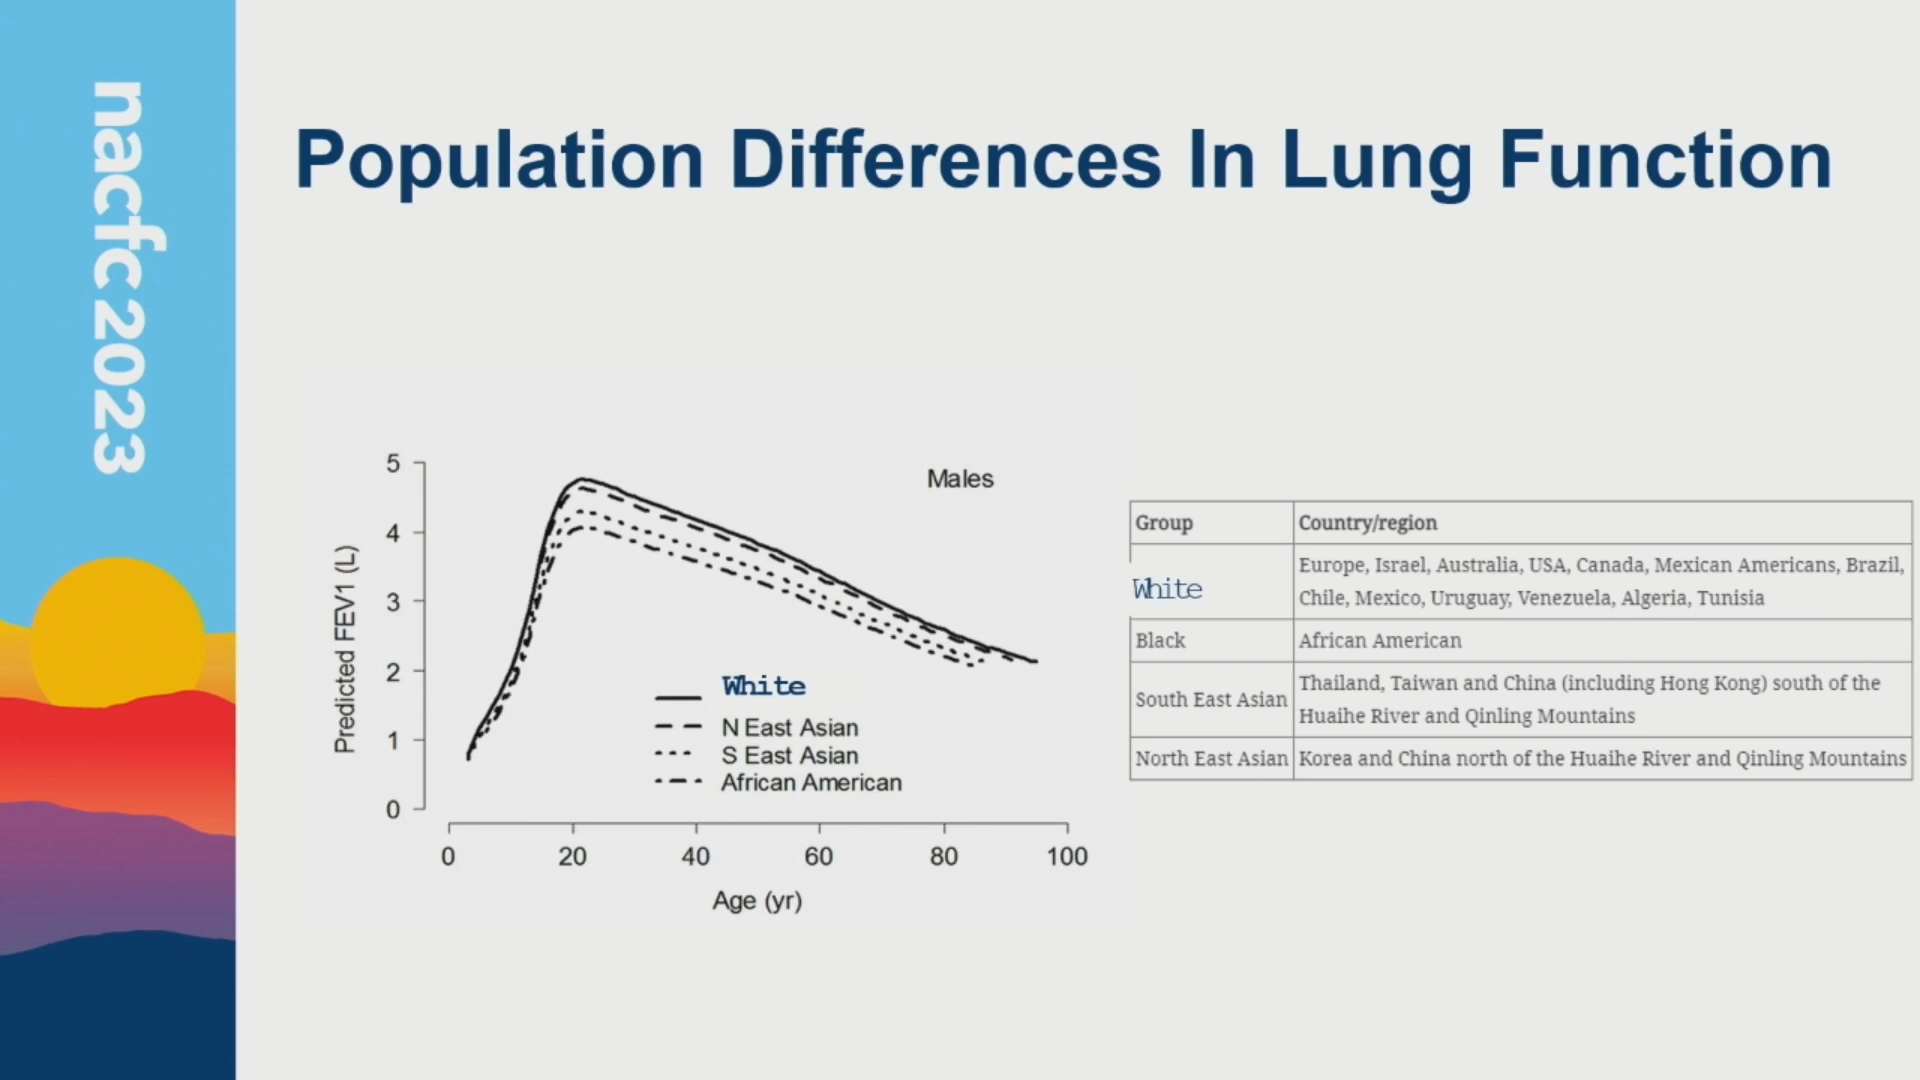 nacfc 2023
Population Differences In Lung Function
Males
5
4
3
2
1
0
Predicted FEV1 (L)
White
N East Asian
S East Asian
African American
0 20 40 60 80 100
Age (yr)
Group Country/region
White Europe, Israel, Australia, USA, Canada, Mexican Americans, Brazil,
Chile, Mexico, Uruguay, Venezuela, Algeria, Tunisia
Black African American
South East Asian Thailand, Taiwan and China (including Hong Kong) south of the
Huaihe River and Qinling Mountains
North East Asian Korea and China north of the Huaihe River and Qinling Mountains